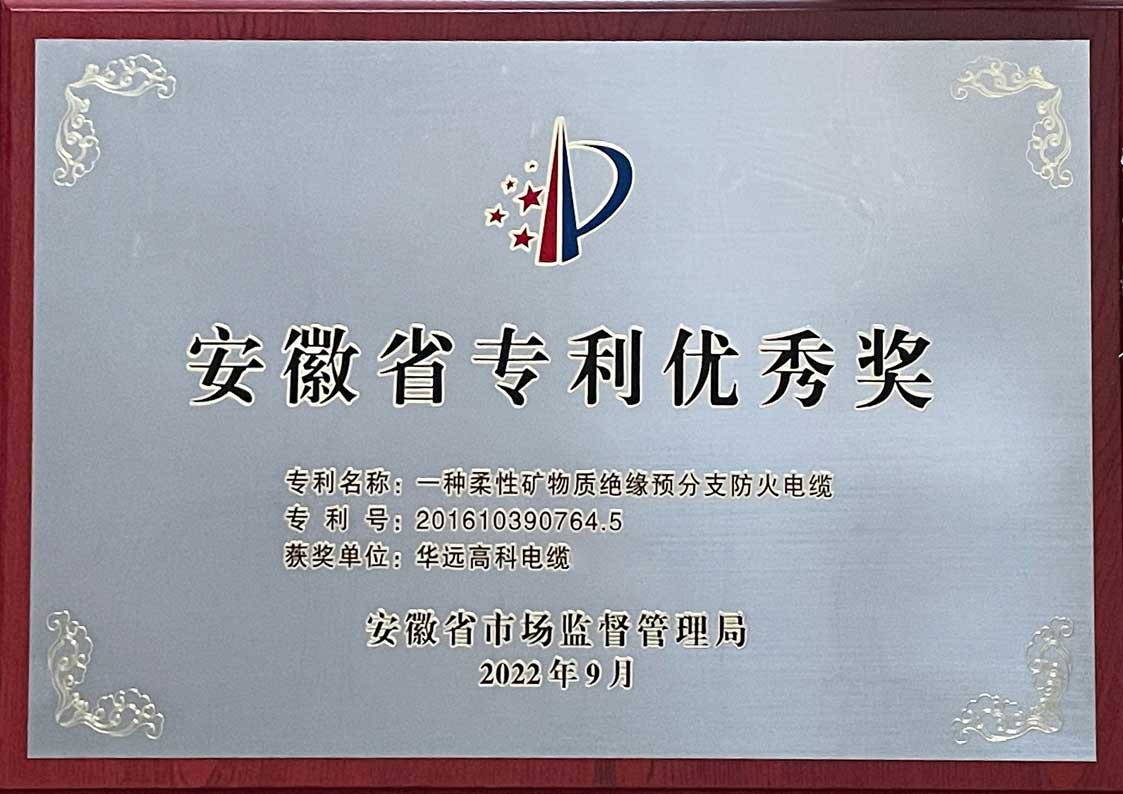 安徽省专利优秀奖
专利名称：一种柔性矿物质绝缘预分支防火电缆
专 利 号：201610390764.5
获奖单位：华远高科电缆
安徽省市场监督管理局
2022年9月